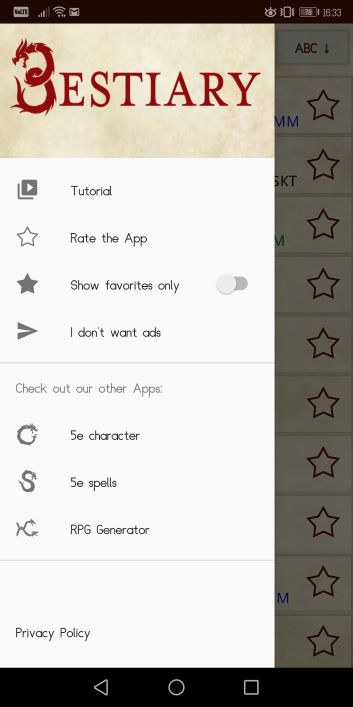 VoLTE 78 16:33
BESTIARY
ABC ↓
MM
SKT
M
Tutorial
Rate the App
Show favorites only
I don't want ads
Check out our other Apps:
5e character
5e spells
RPG Generator
M
Privacy Policy